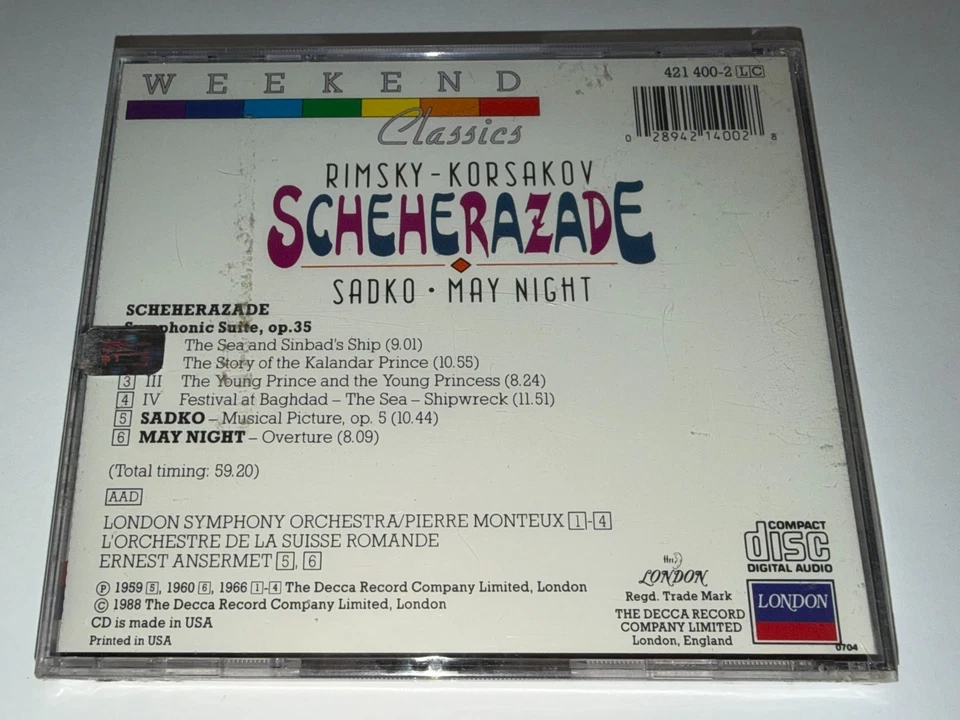 WEEKEND
Classics
421 400-2 LC
0 28942 14002 8
RIMSKY-KORSAKOV
SCHEHERAZADE
SADKO · MAY NIGHT
SCHEHERAZADE
Suite, op.35
The Sea and Sinbad's Ship (9.01)
The Story of the Kalandar Prince (10.55)
3 III The Young Prince and the Young Princess (8.24)
4 IV Festival at Baghdad – The Sea – Shipwreck (11.51)
5 SADKO – Musical Picture, op. 5 (10.44)
6 MAY NIGHT – Overture (8.09)
(Total timing: 59.20)
AAD
LONDON SYMPHONY ORCHESTRA/PIERRE MONTEUX 1-4
L'ORCHESTRE DE LA SUISSE ROMANDE
ERNEST ANSERMET 5, 6
Ⓟ 1959 5, 1960 6, 1966 1-4 The Decca Record Company Limited, London
© 1988 The Decca Record Company Limited, London
CD is made in USA
Printed in USA
COMPACT
disc
DIGITAL AUDIO
ffrr
LONDON
Regd. Trade Mark
THE DECCA RECORD
COMPANY LIMITED
London, England
LONDON
0704